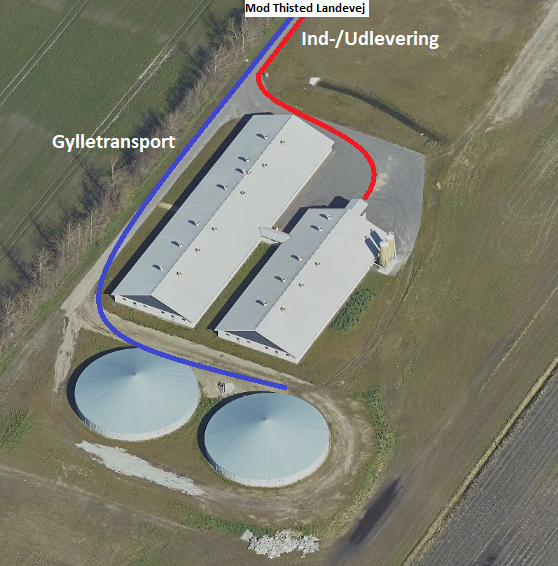 Mod Thisted Landevej
Ind-/Udlevering
Gylletransport